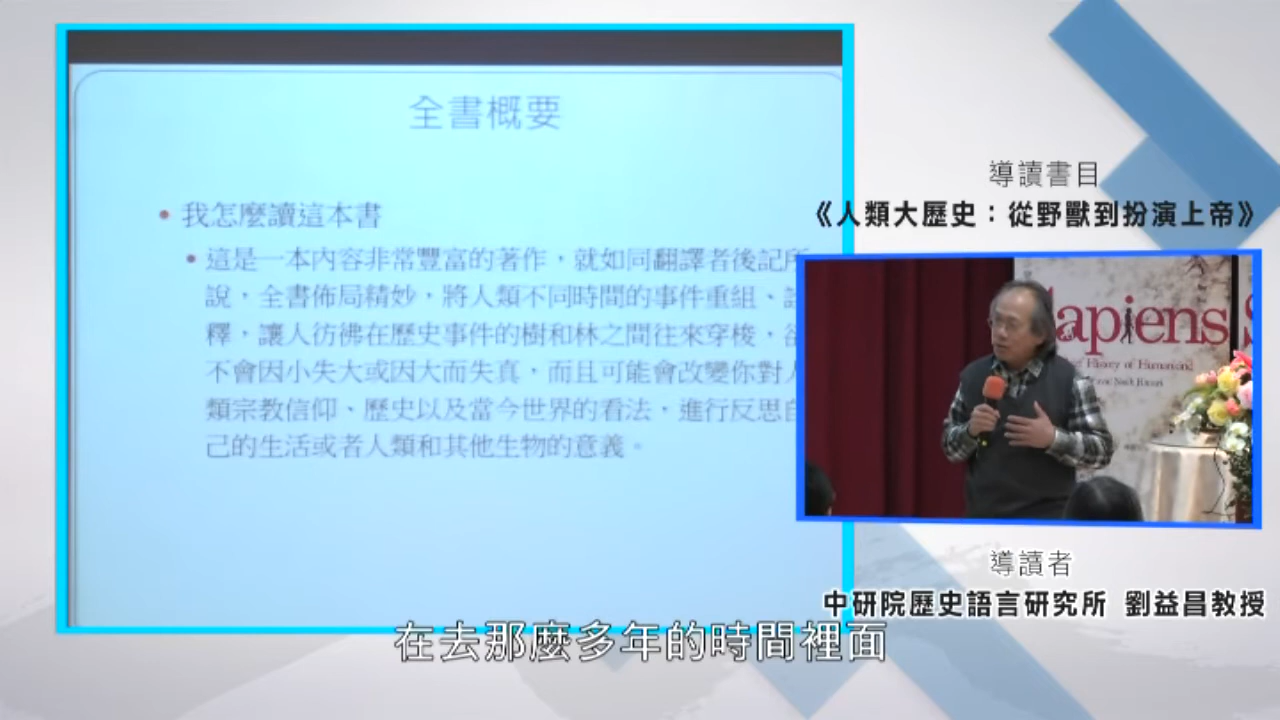 全書概要
• 我怎麼讀這本書
• 這是一本內容非常豐富的著作，就如同翻譯者後記所
說，全書佈局精妙，將人類不同時間的事件重組、
釋，讓人彷彿在歷史事件的樹和林之間往來穿梭，卻
不會因小失大或因大而失真，而且可能會改變你對人
類宗教信仰、歷史以及當今世界的看法，進行反思自
己的生活或者人類和其他生物的意義。
導讀書目
《人類大歷史：從野獸到扮演上帝》
Sapiens S
History of Humankind
導讀者
中研院歷史語言研究所 劉益昌教授
在去那麼多年的時間裡面